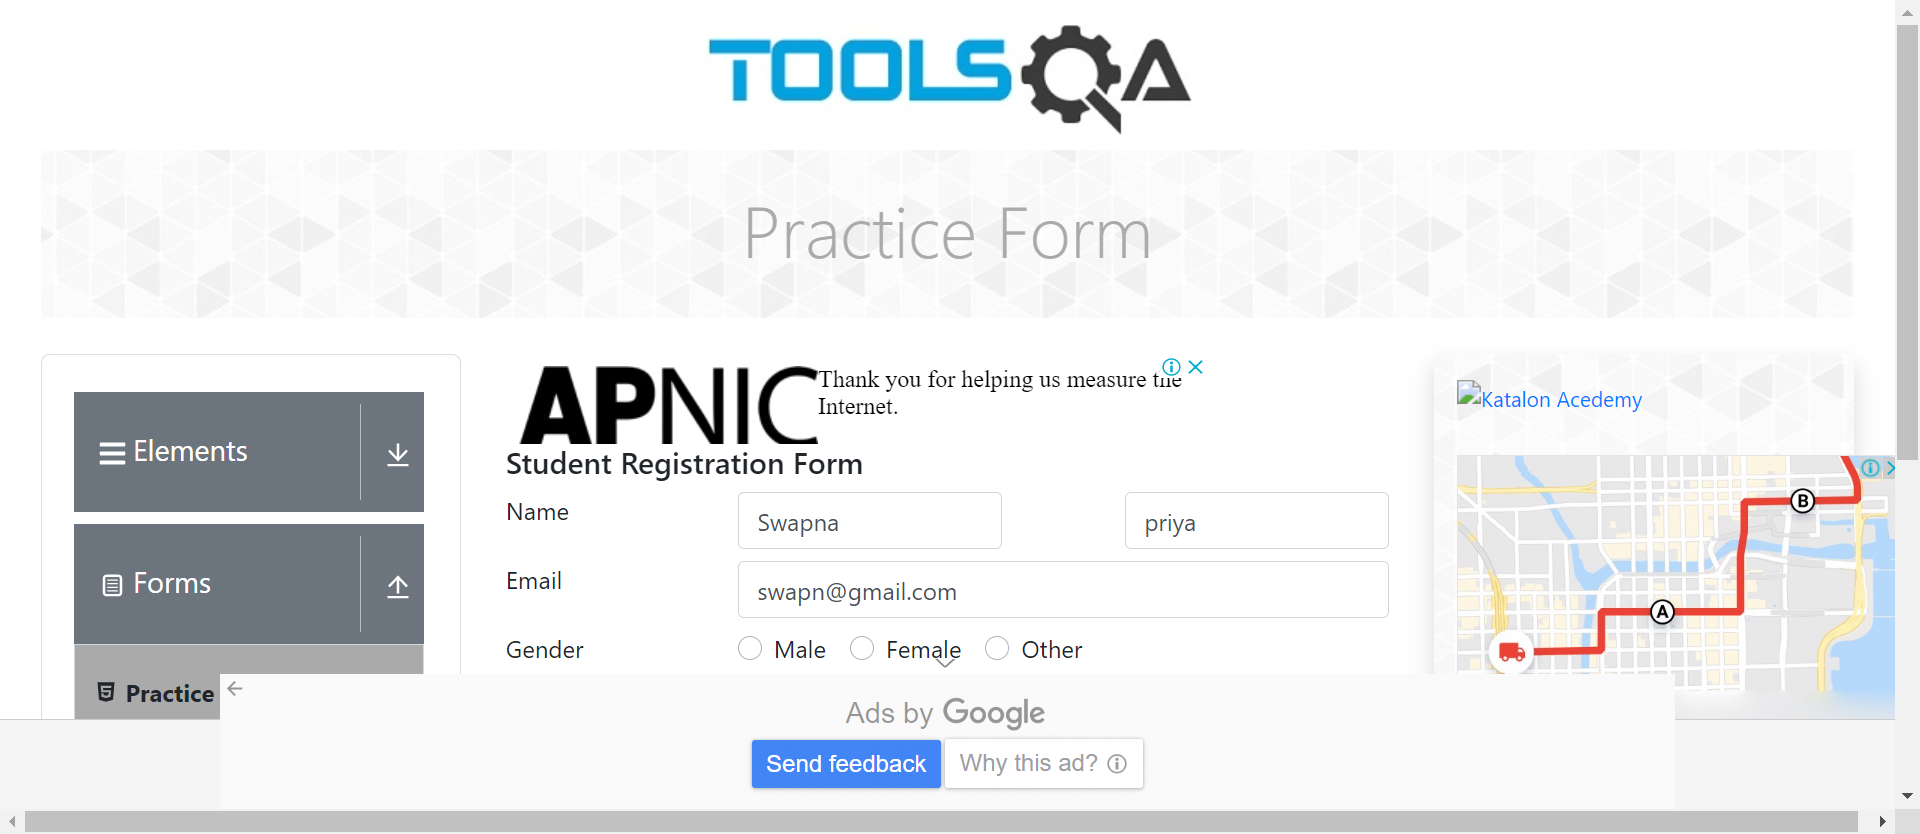 TOOLSQA
Practice Form
Elements
Forms
Practice
APNIC
Thank you for helping us measure the
Internet.
Student Registration Form
Name
Swapna
priya
Email
swapn@gmail.com
Gender
Male
Female
Other
Katalon Acedemy
B
A
Ads by Google
Send feedback
Why this ad?